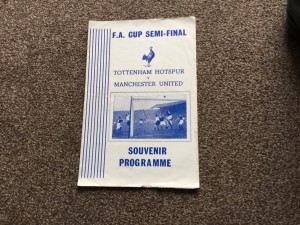 F.A. CUP SEMI-FINAL
TOTTENHAM HOTSPUR
v
MANCHESTER UNITED
SOUVENIR
PROGRAMME